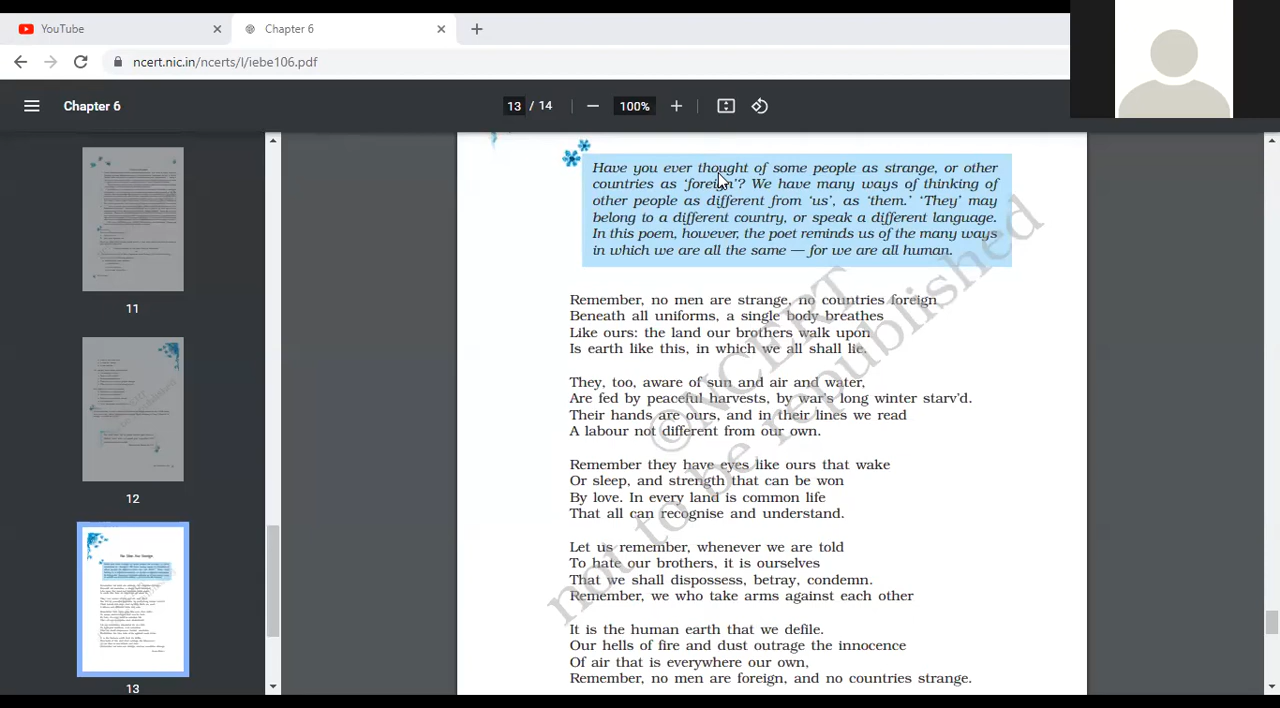 YouTube
Chapter 6
ncert.nic.in/ncerts/l/iebe106.pdf
Chapter 6
13 / 14
100%
11
12
13
Have you ever thought of some people as strange, or other
countries as 'foreign'? We have many ways of thinking of
other people as different from 'us', as 'them.' 'They' may
belong to a different country, or speak a different language.
In this poem, however, the poet reminds us of the many ways
in which we are all the same — for we are all human.
Remember, no men are strange, no countries foreign
Beneath all uniforms, a single body breathes
Like ours: the land our brothers walk upon
Is earth like this, in which we all shall lie.
They, too, aware of sun and air and water,
Are fed by peaceful harvests, by war's long winter starv'd.
Their hands are ours, and in their lines we read
A labour not different from our own.
Remember they have eyes like ours that wake
Or sleep, and strength that can be won
By love. In every land is common life
That all can recognise and understand.
Let us remember, whenever we are told
To hate our brothers, it is ourselves
That we shall dispossess, betray, condemn.
Remember, we who take arms against each other
It is the human earth that we defile.
Our hells of fire and dust outrage the innocence
Of air that is everywhere our own,
Remember, no men are foreign, and no countries strange.
©NCERT
not to be republished